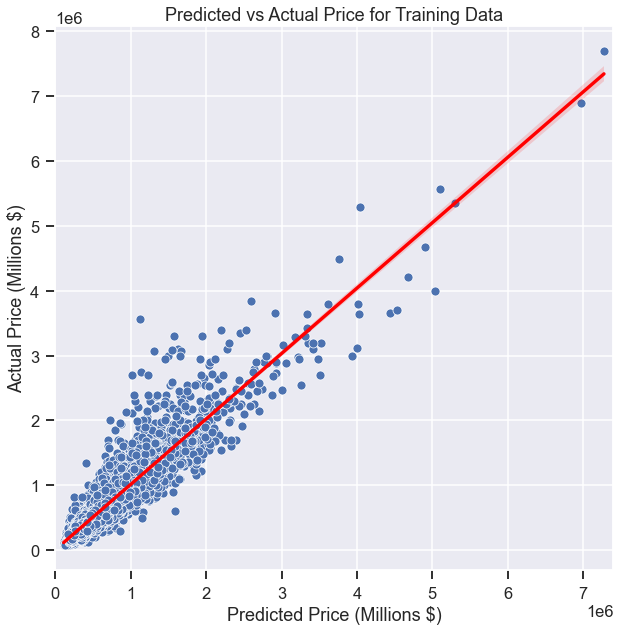 Predicted vs Actual Price for Training Data
1e6
8
7
6
5
4
3
2
1
0
Actual Price (Millions $)
0 1 2 3 4 5 6 7
1e6
Predicted Price (Millions $)